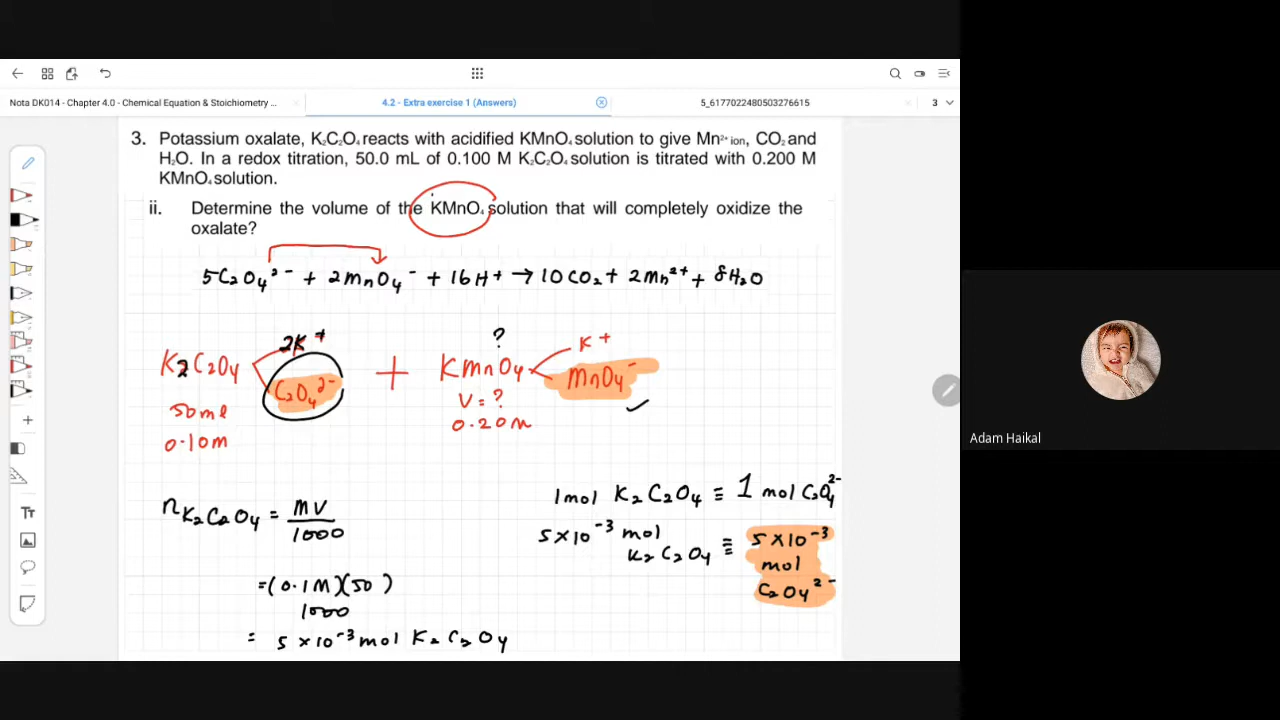 Nota DK014 - Chapter 4.0 - Chemical Equation & Stoichiometry ...
4.2 - Extra exercise 1 (Answers)
5_6177022480503276615
3
3. Potassium oxalate, K₂C₂O₄ reacts with acidified KMnO₄ solution to give Mn²⁺ ion, CO₂ and
H₂O. In a redox titration, 50.0 mL of 0.100 M K₂C₂O₄ solution is titrated with 0.200 M
KMnO₄ solution.
ii. Determine the volume of the KMnO₄ solution that will completely oxidize the
oxalate?
5C₂O₄²⁻ + 2MnO₄⁻ + 16H⁺ → 10CO₂ + 2Mn²⁺ + 8H₂O
K₂C₂O₄ 2K⁺ C₂O₄²⁻ + ? KMnO₄ K⁺ MnO₄⁻
50ml V = ?
0.10M 0.20M
nK₂C₂O₄ = MV
1000
= (0.1M)(50)
1000
= 5 × 10⁻³ mol K₂C₂O₄
1mol K₂C₂O₄ ≡ 1 mol C₂O₄²⁻
5×10⁻³ mol
K₂C₂O₄ ≡ 5×10⁻³
mol
C₂O₄²⁻
Tт
Adam Haikal